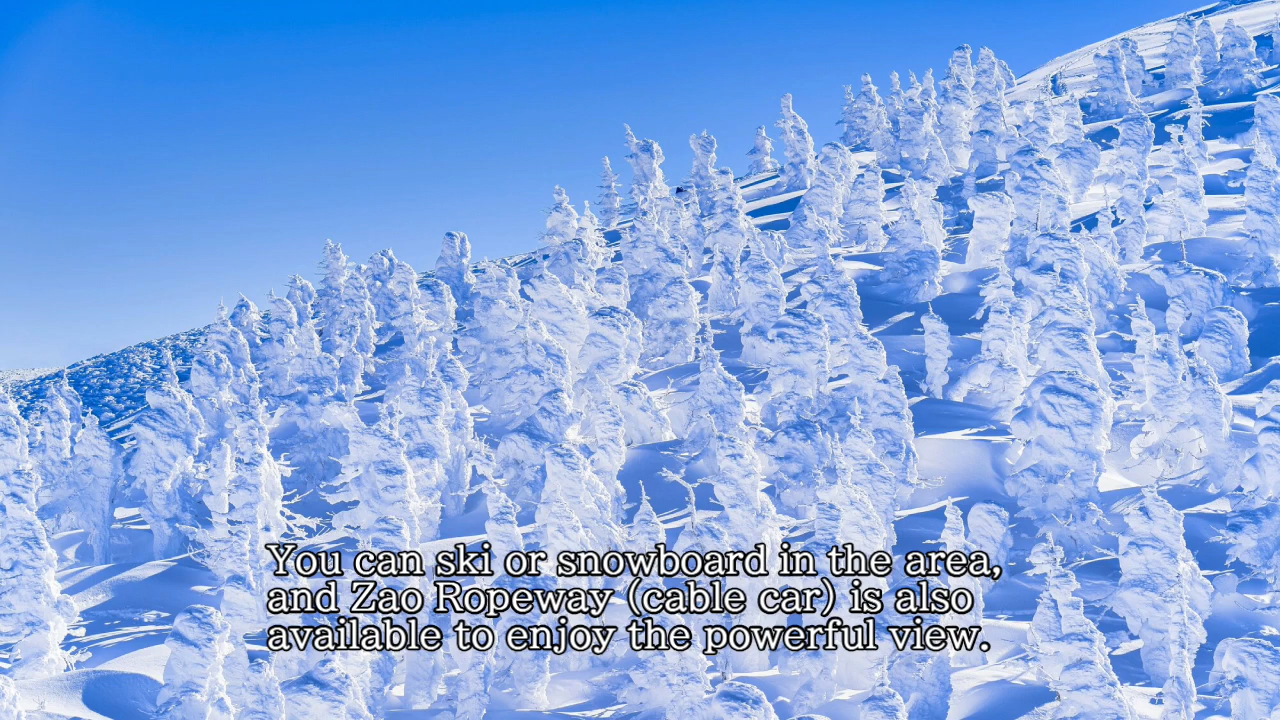 You can ski or snowboard in the area,
and Zao Ropeway (cable car) is also
available to enjoy the powerful view.